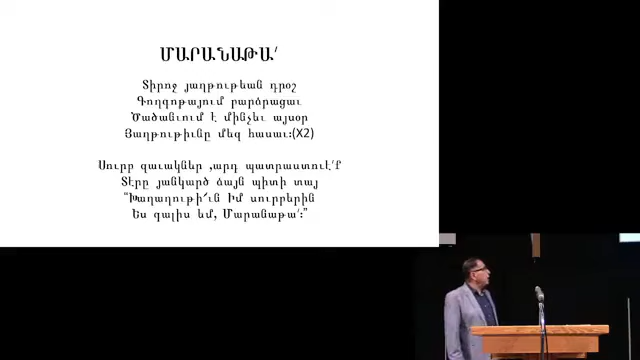 ՄԱՐԱՆԱԹԱ՛
Տիրոջ յաղթութեան դրօշ
Գողգոթայում բարձրացաւ
Ծածանւում է մինչեւ այսօր
Յաղթութիւնը մեզ հասաւ։(X2)
Սուրբ զաւակներ ,արդ պատրաստուէ՛ք
Տէրը յանկարծ ձայն պիտի տայ
“Խաղաղութի՜ւն Իմ սուրբերին
Ես գալիս եմ, Մարանաթա՛։”